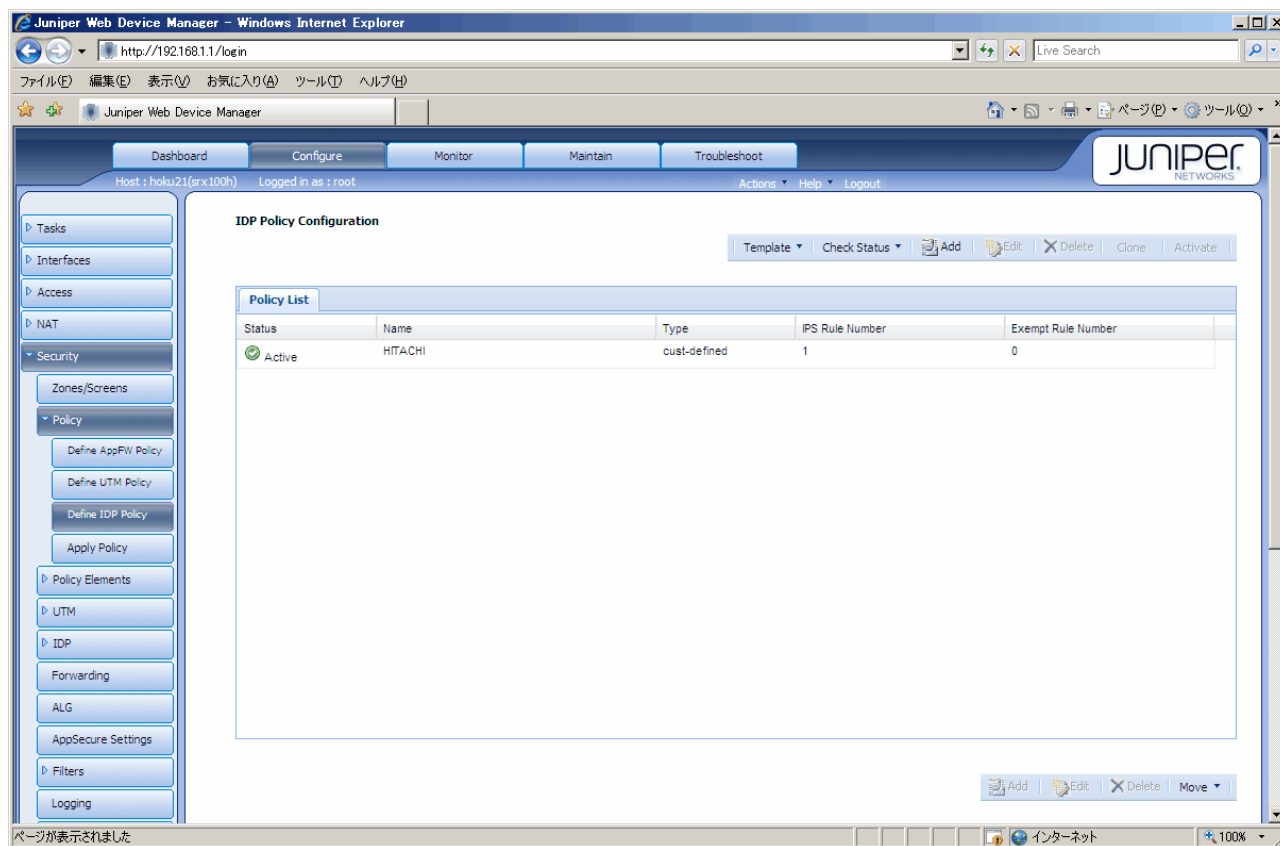 Juniper Web Device Manager - Windows Internet Explorer
http://192.168.1.1/login
Live Search
ファイル(F) 編集(E) 表示(V) お気に入り(A) ツール(T) ヘルプ(H)
Juniper Web Device Manager
ページ(P) ツール(O)
Dashboard Configure Monitor Maintain Troubleshoot
JUNIPER
NETWORKS
Host : hoku21(srx100h) Logged in as : root
Actions Help Logout
Tasks
Interfaces
Access
NAT
Security
Zones/Screens
Policy
Define AppFW Policy
Define UTM Policy
Define IDP Policy
Apply Policy
Policy Elements
UTM
IDP
Forwarding
ALG
AppSecure Settings
Filters
Logging
IDP Policy Configuration
Template Check Status Add Edit Delete Clone Activate
Policy List
Status Name Type IPS Rule Number Exempt Rule Number
Active HITACHI cust-defined 1 0
Add Edit Delete Move
ページが表示されました インターネット 100%